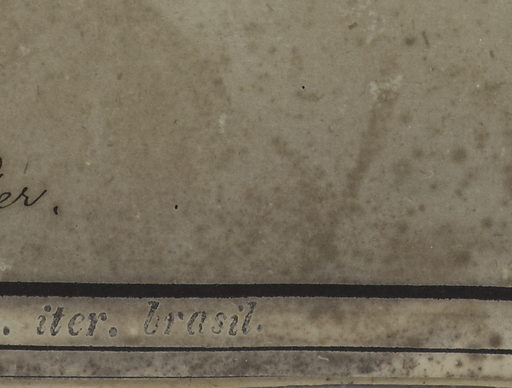 er.
. iter. brasil.